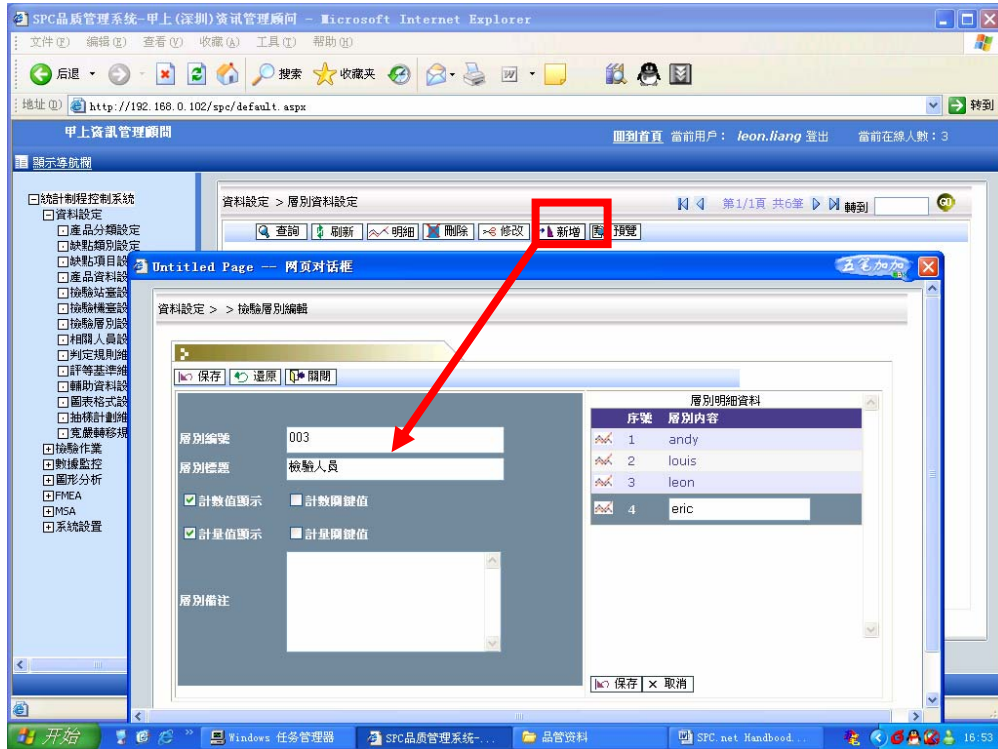 SPC品质管理系统-甲上(深圳)资讯管理顾问 - Microsoft Internet Explorer
文件(F) 编辑(E) 查看(V) 收藏(A) 工具(T) 帮助(H)
后退 搜索 收藏夹
地址(D) http://192.168.0.102/spc/default.aspx 转到
甲上資訊管理顧問 回到首頁 當前用戶： leon.liang 登出 當前在線人數：3
顯示導航欄
統計制程控制系統
資料設定
產品分類設定
缺點類別設定
缺點項目設
產品資料設
檢驗站臺設
檢驗機臺設
檢驗層別設
相關人員設
判定規則維
評等基準維
輔助資料設
圖表格式設
抽樣計劃維
寬嚴轉移規
檢驗作業
數據監控
圖形分析
FMEA
MSA
系統設置
資料設定 > 層別資料設定 第1/1頁 共6筆 轉到 GO
查詢 刷新 明細 刪除 修改 新增 預覽
Untitled Page -- 网页对话框 五笔加加
資料設定 > > 檢驗層別編輯
保存 還原 關閉
層別編號 003
層別標題 檢驗人員
計數值顯示 計數關鍵值
計量值顯示 計量關鍵值
層別備注
層別明細資料
序號 層別內容
1 andy
2 louis
3 leon
4 eric
保存 取消
开始 Windows 任务管理器 SPC品质管理系统-... 品管资料 SPC.net Handbood... 16:53